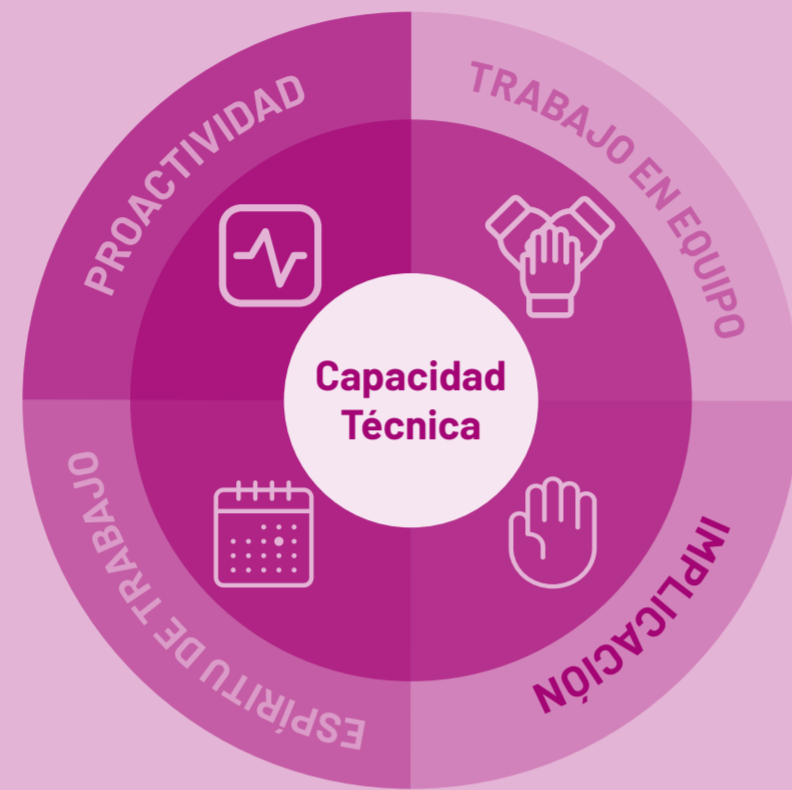 PROACTIVIDAD
TRABAJO EN EQUIPO
Capacidad
Técnica
ESPÍRITU DE TRABAJO
IMPLICACIÓN